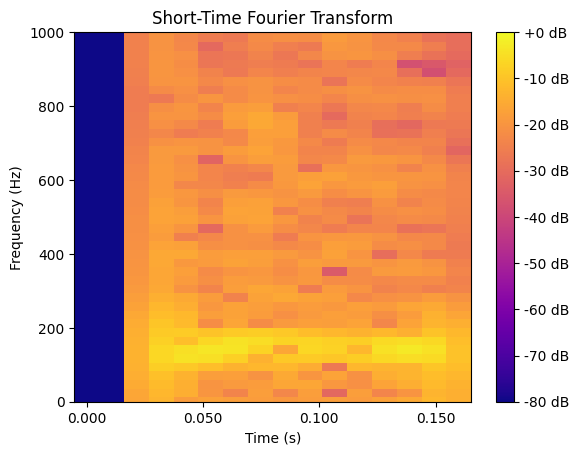 Short-Time Fourier Transform
1000
800
600
400
200
0
Frequency (Hz)
0.000
0.050
0.100
0.150
Time (s)
+0 dB
-10 dB
-20 dB
-30 dB
-40 dB
-50 dB
-60 dB
-70 dB
-80 dB